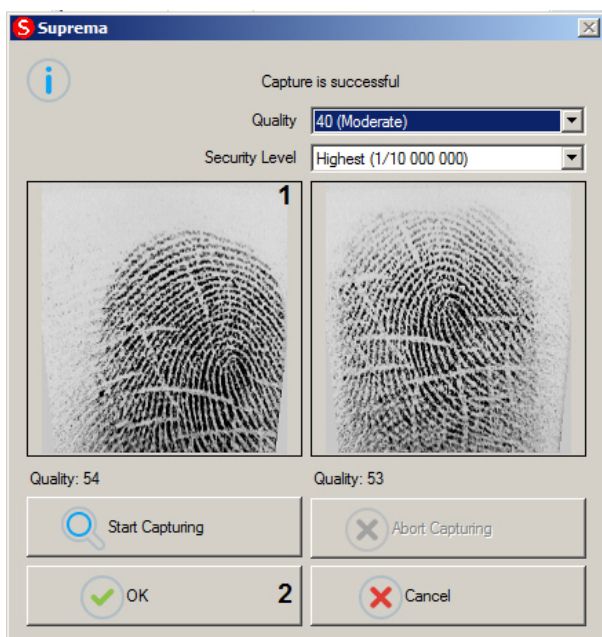 Suprema
Capture is successful
Quality 40 (Moderate)
Security Level Highest (1/10 000 000)
1
Quality: 54 Quality: 53
Start Capturing Abort Capturing
OK 2 Cancel